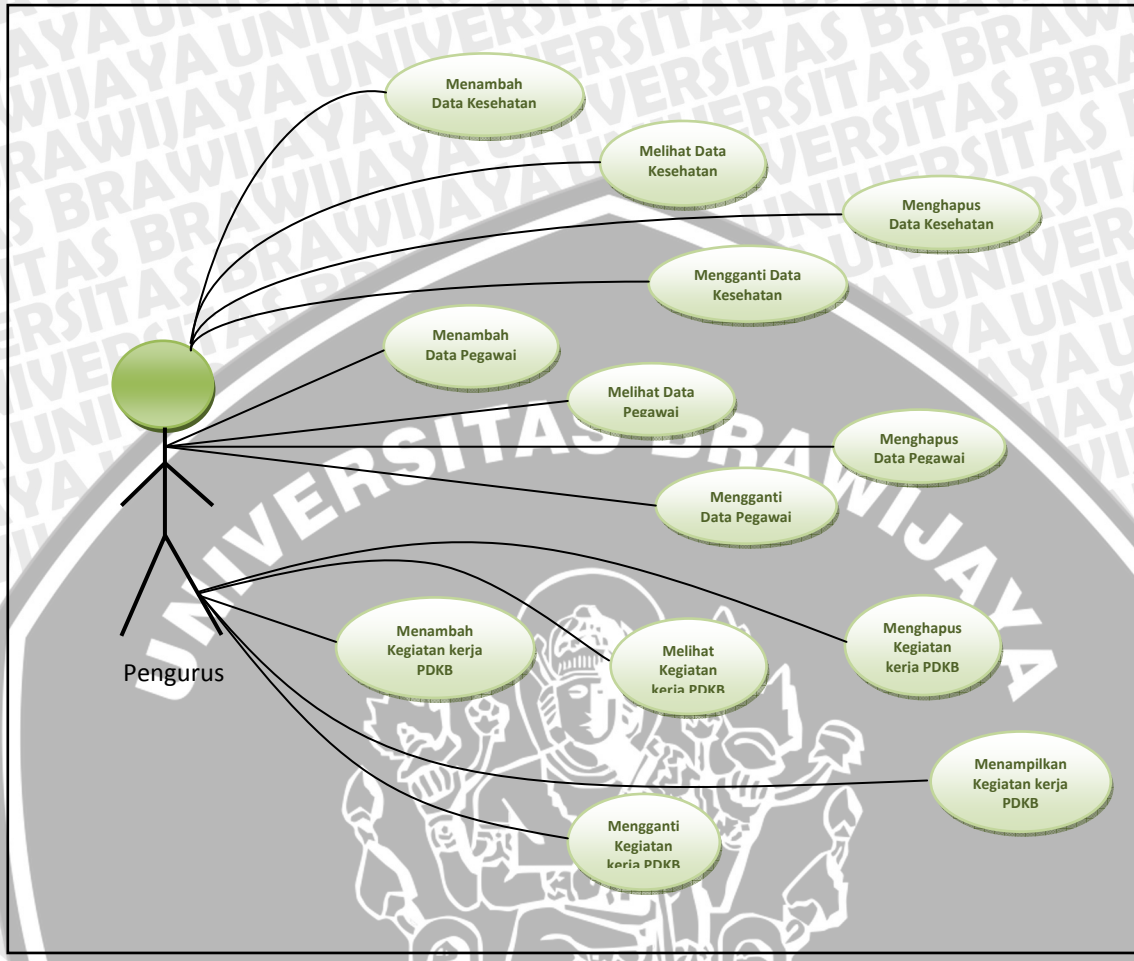 Menambah
Data Kesehatan
Melihat Data
Kesehatan
Menghapus
Data Kesehatan
Mengganti Data
Kesehatan
Menambah
Data Pegawai
Melihat Data
Pegawai
Menghapus
Data Pegawai
Mengganti
Data Pegawai
Pengurus
Menambah
Kegiatan kerja
PDKB
Melihat
Kegiatan
kerja PDKB
Menghapus
Kegiatan
kerja PDKB
Menampilkan
Kegiatan kerja
PDKB
Mengganti
Kegiatan
kerja PDKB
UNIVERSITAS BRAWIJAYA